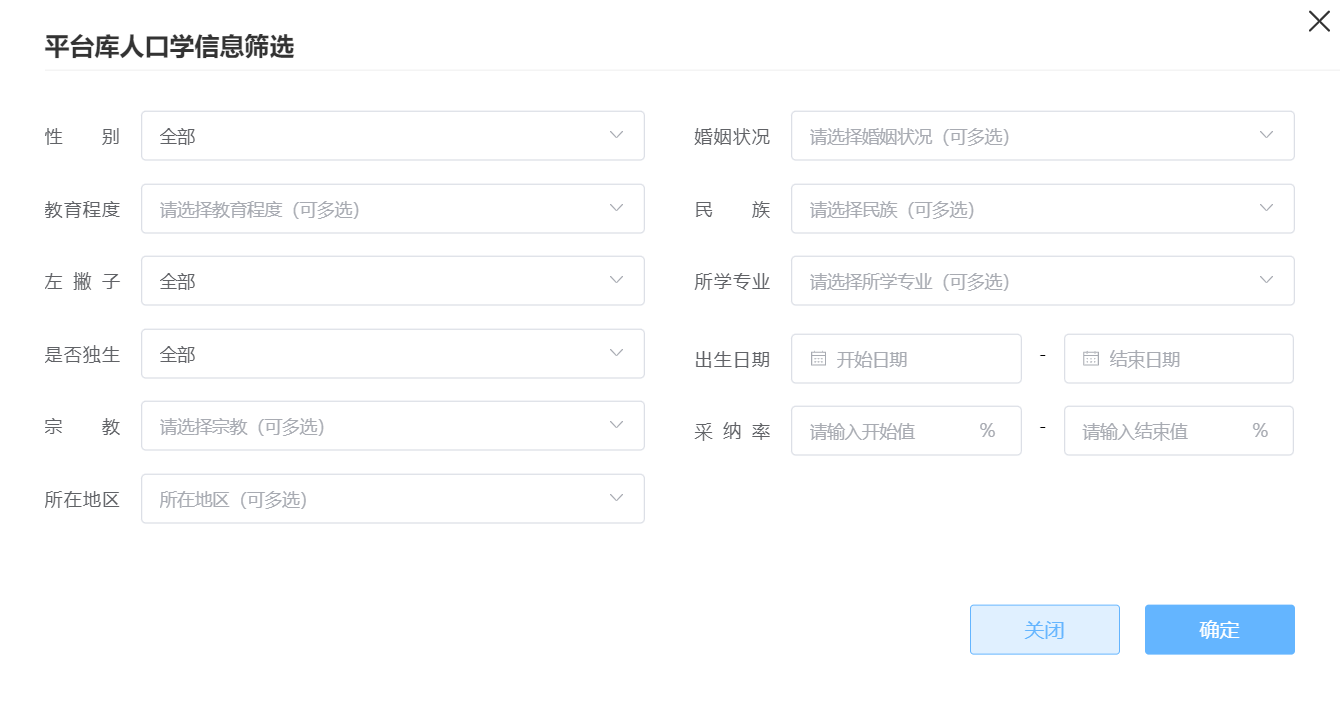 平台库人口学信息筛选
性 别 全部
婚姻状况 请选择婚姻状况（可多选）
教育程度 请选择教育程度（可多选）
民 族 请选择民族（可多选）
左 撇 子 全部
所学专业 请选择所学专业（可多选）
是否独生 全部
出生日期 开始日期 - 结束日期
宗 教 请选择宗教（可多选）
采 纳 率 请输入开始值 % - 请输入结束值 %
所在地区 所在地区（可多选）
关闭 确定